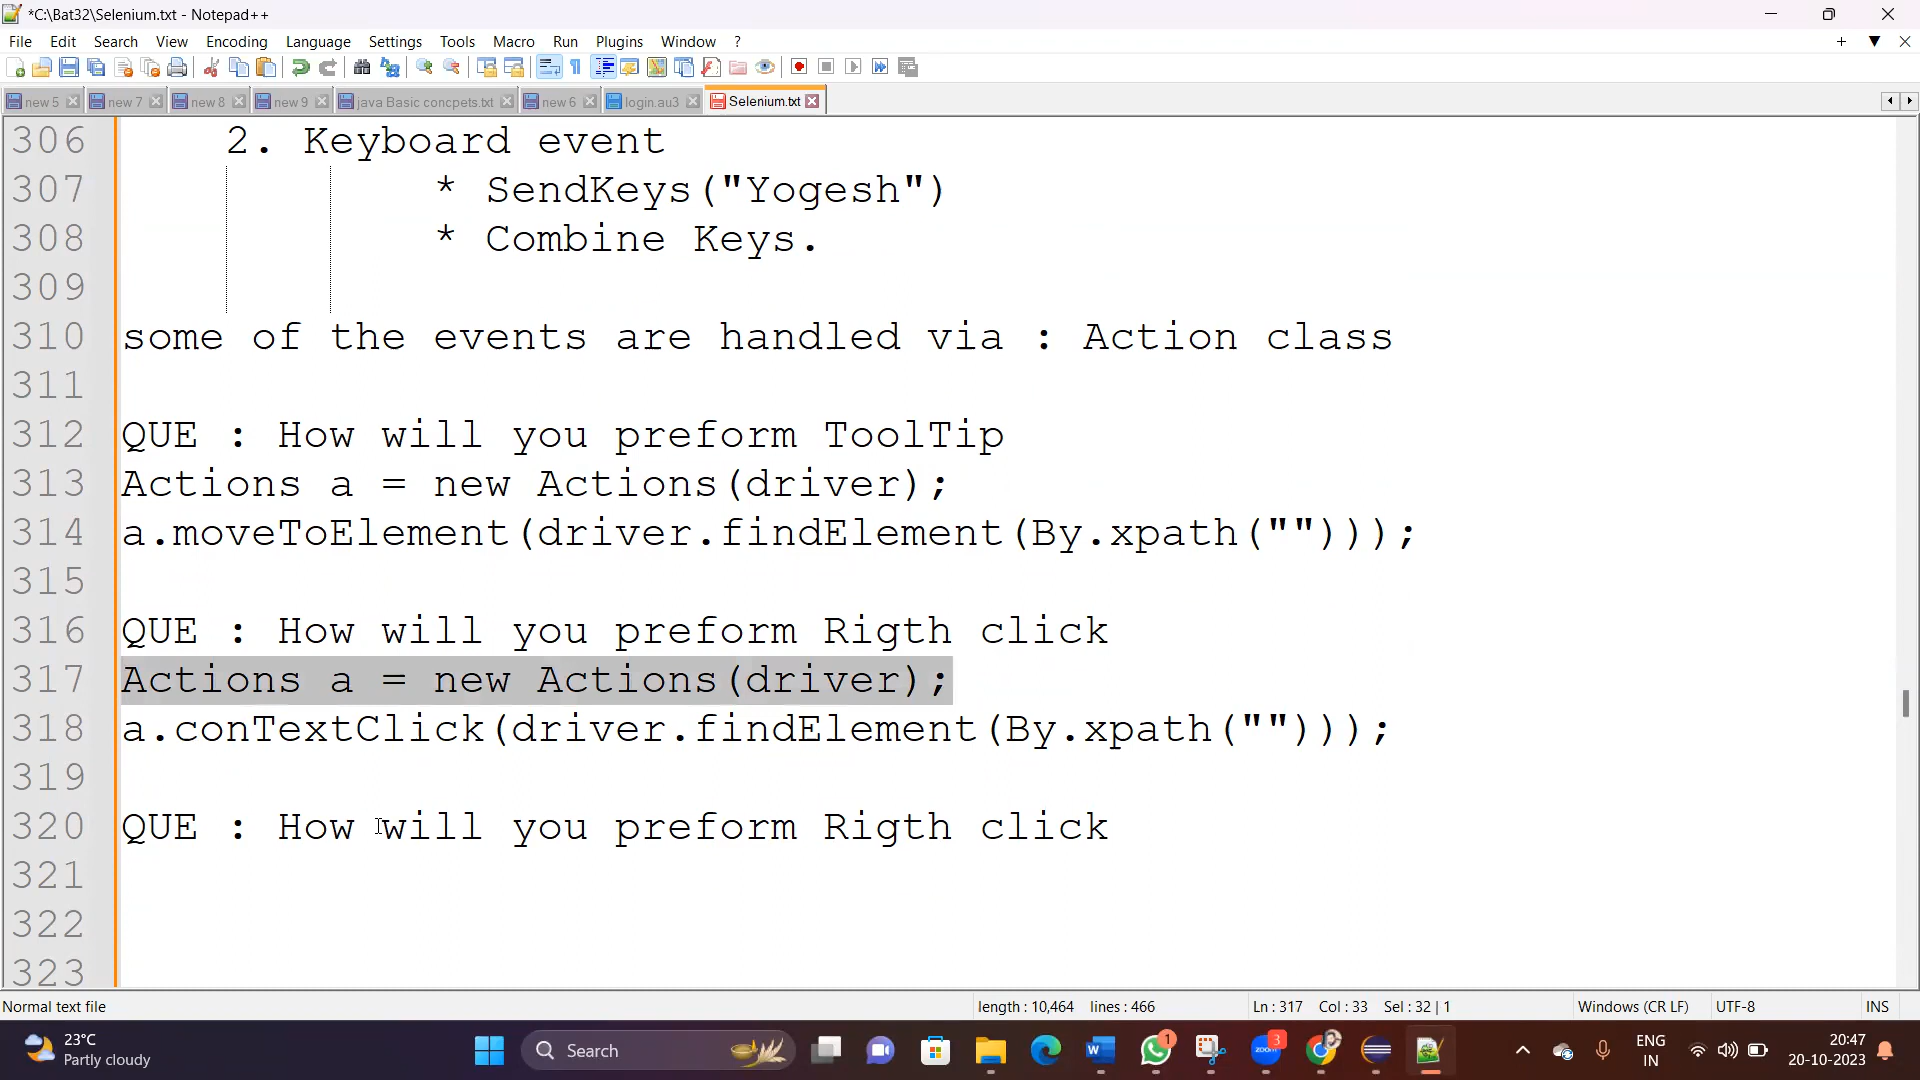 *C:\Bat32\Selenium.txt - Notepad++
File Edit Search View Encoding Language Settings Tools Macro Run Plugins Window ?
new 5 new 7 new 8 new 9 java Basic concpets.txt new 6 login.au3 Selenium.txt
306 2. Keyboard event
307 * SendKeys("Yogesh")
308 * Combine Keys.
309
310 some of the events are handled via : Action class
311
312 QUE : How will you preform ToolTip
313 Actions a = new Actions(driver);
314 a.moveToElement(driver.findElement(By.xpath("")));
315
316 QUE : How will you preform Rigth click
317 Actions a = new Actions(driver);
318 a.conTextClick(driver.findElement(By.xpath("")));
319
320 QUE : How will you preform Rigth click
321
322
323
Normal text file length : 10,464 lines : 466 Ln : 317 Col : 33 Sel : 32 | 1 Windows (CR LF) UTF-8 INS
23°C
Partly cloudy
Search
1
zoom 3
ENG
IN
20:47
20-10-2023